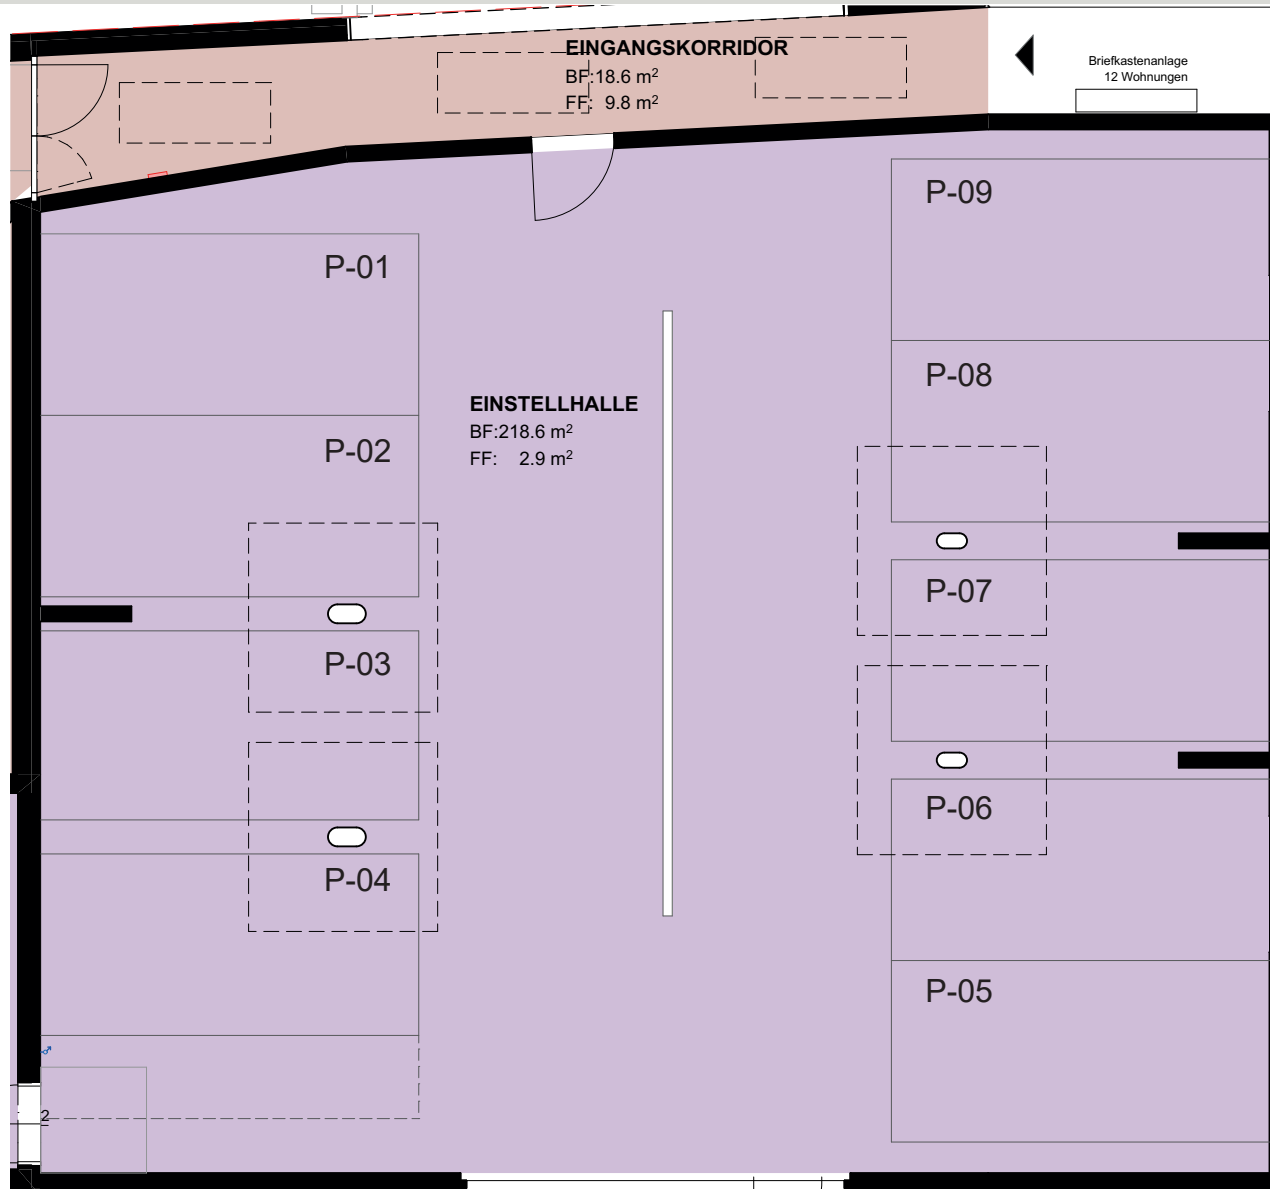 EINGANGSKORRIDOR
BF:18.6 m²
FF: 9.8 m²
Briefkastenanlage
12 Wohnungen
P-09
P-01
P-08
EINSTELLHALLE
BF:218.6 m²
FF: 2.9 m²
P-02
P-07
P-03
P-06
P-04
P-05
2